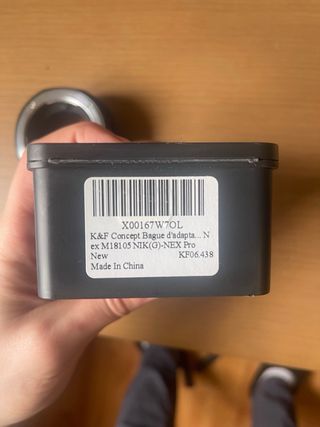 X00167W7OL
K&F Concept Bague d'adapta... N
ex M18105 NIK(G)-NEX Pro
New KF06.438
Made In China